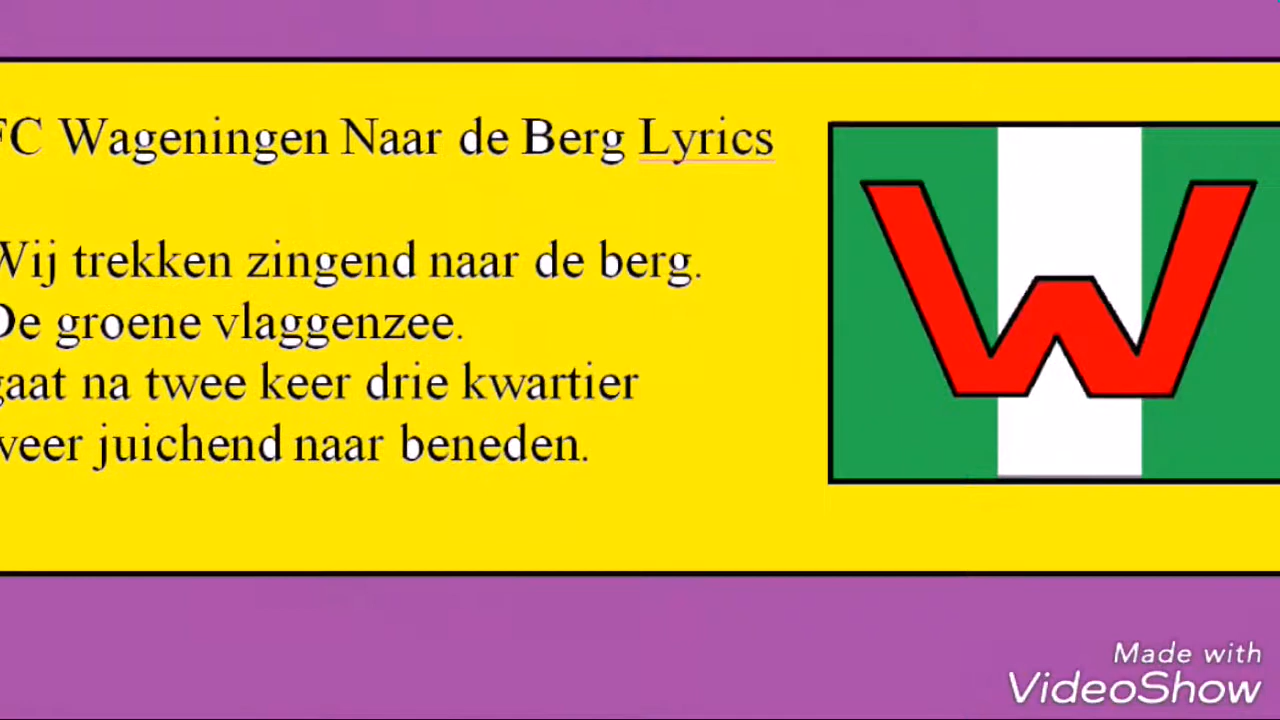 FC Wageningen Naar de Berg Lyrics
Wij trekken zingend naar de berg.
De groene vlaggenzee.
gaat na twee keer drie kwartier
weer juichend naar beneden.
W
Made with
VideoShow